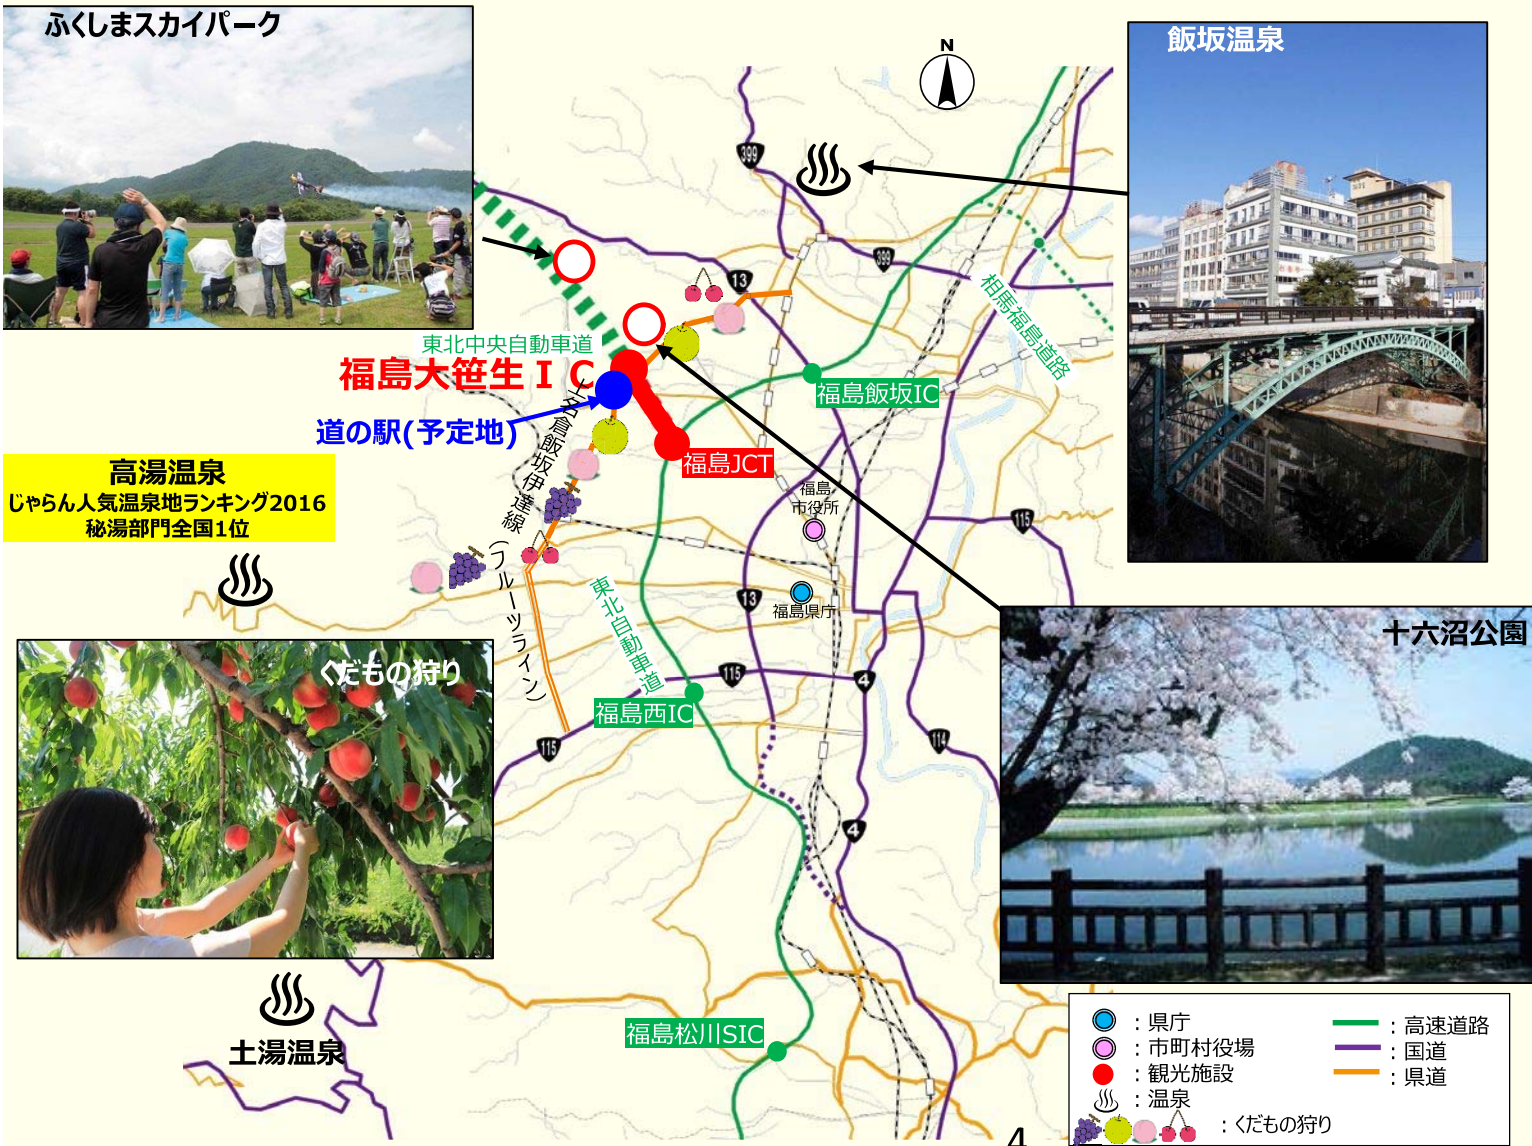 ふくしまスカイパーク
飯坂温泉
N
399
399
13
相馬福島道路
東北中央自動車道
福島大笹生ＩＣ
福島飯坂IC
道の駅(予定地)
上名倉飯坂伊達線（フルーツライン）
福島JCT
高湯温泉
じゃらん人気温泉地ランキング2016
秘湯部門全国1位
福島
市役所
115
13
福島県庁
東北自動車道
十六沼公園
くだもの狩り
115
4
福島西IC
115
114
4
福島松川SIC
土湯温泉
：県庁
：市町村役場
：観光施設
：温泉
：くだもの狩り
：高速道路
：国道
：県道
4